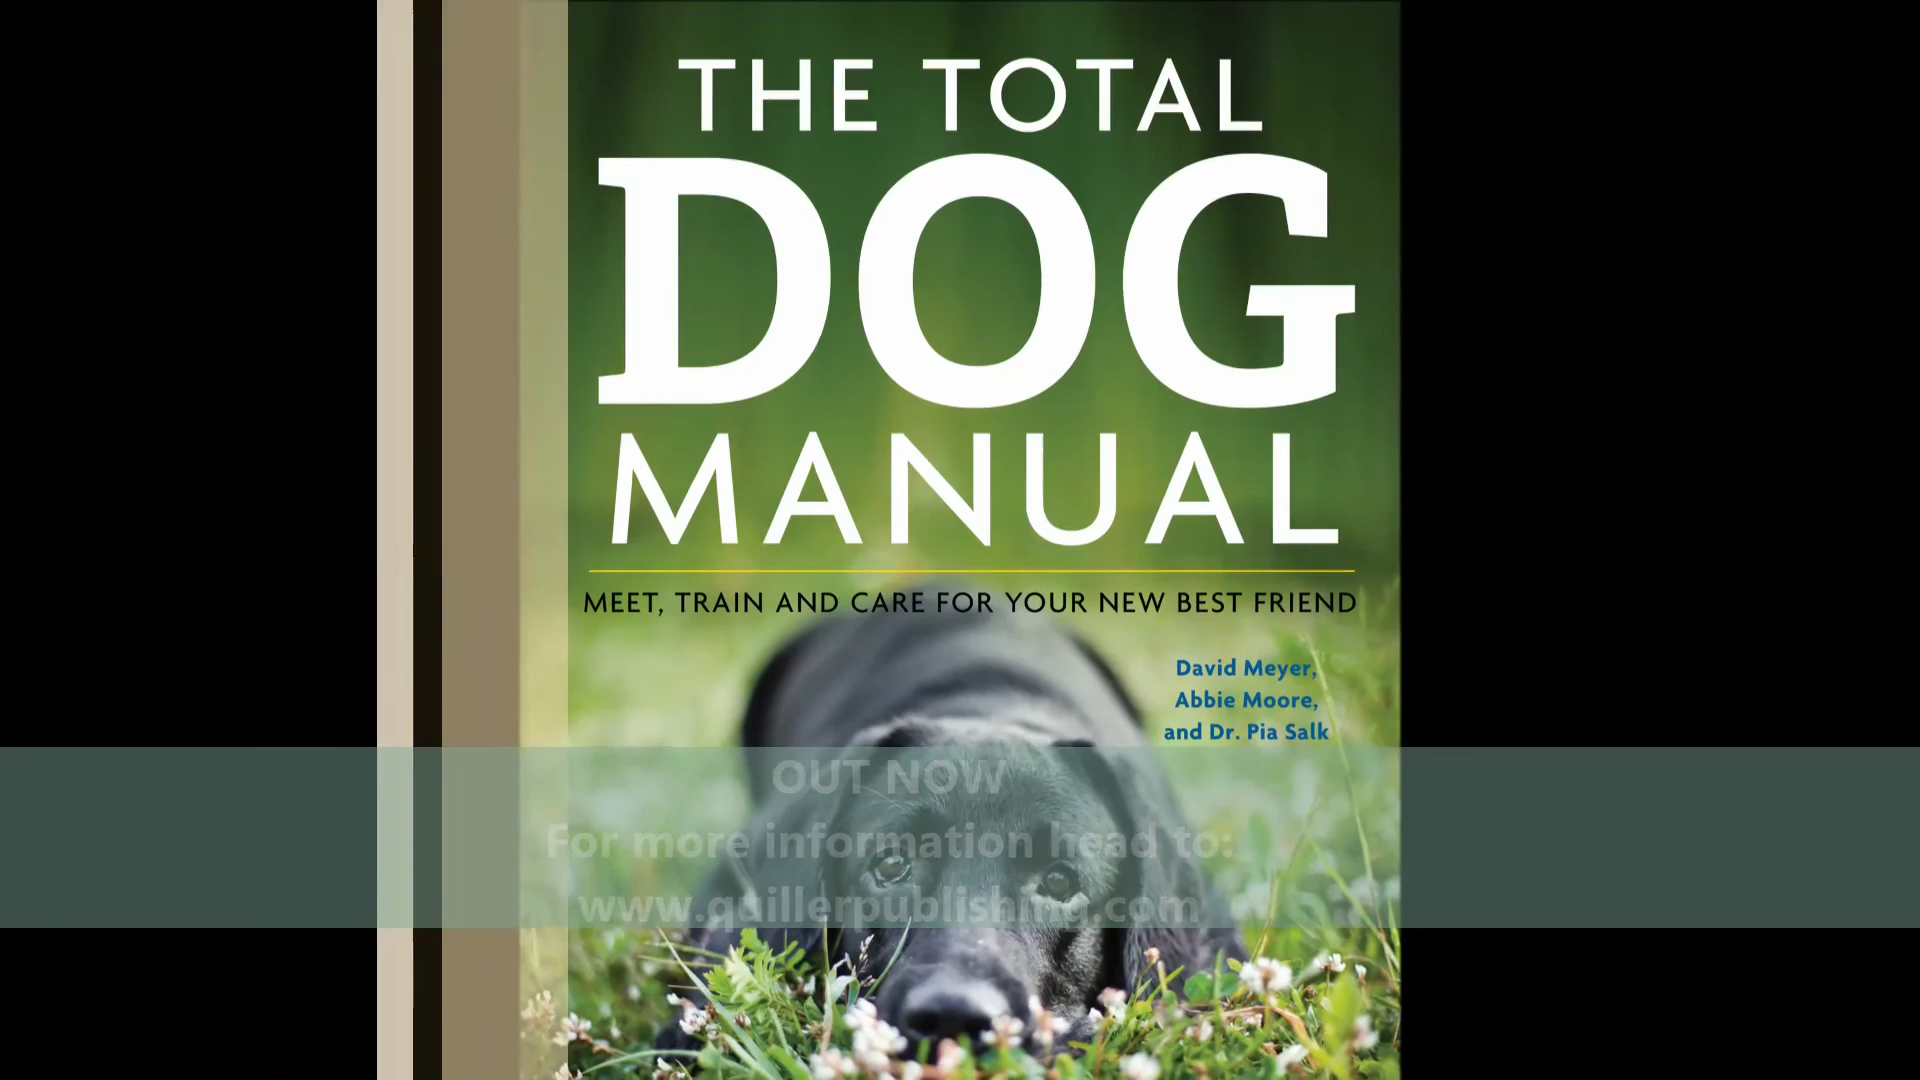 THE TOTAL
DOG
MANUAL
MEET, TRAIN AND CARE FOR YOUR NEW BEST FRIEND
David Meyer,
Abbie Moore,
and Dr. Pia Salk
OUT NOW
For more information head to:
www.quillerpublishing.com